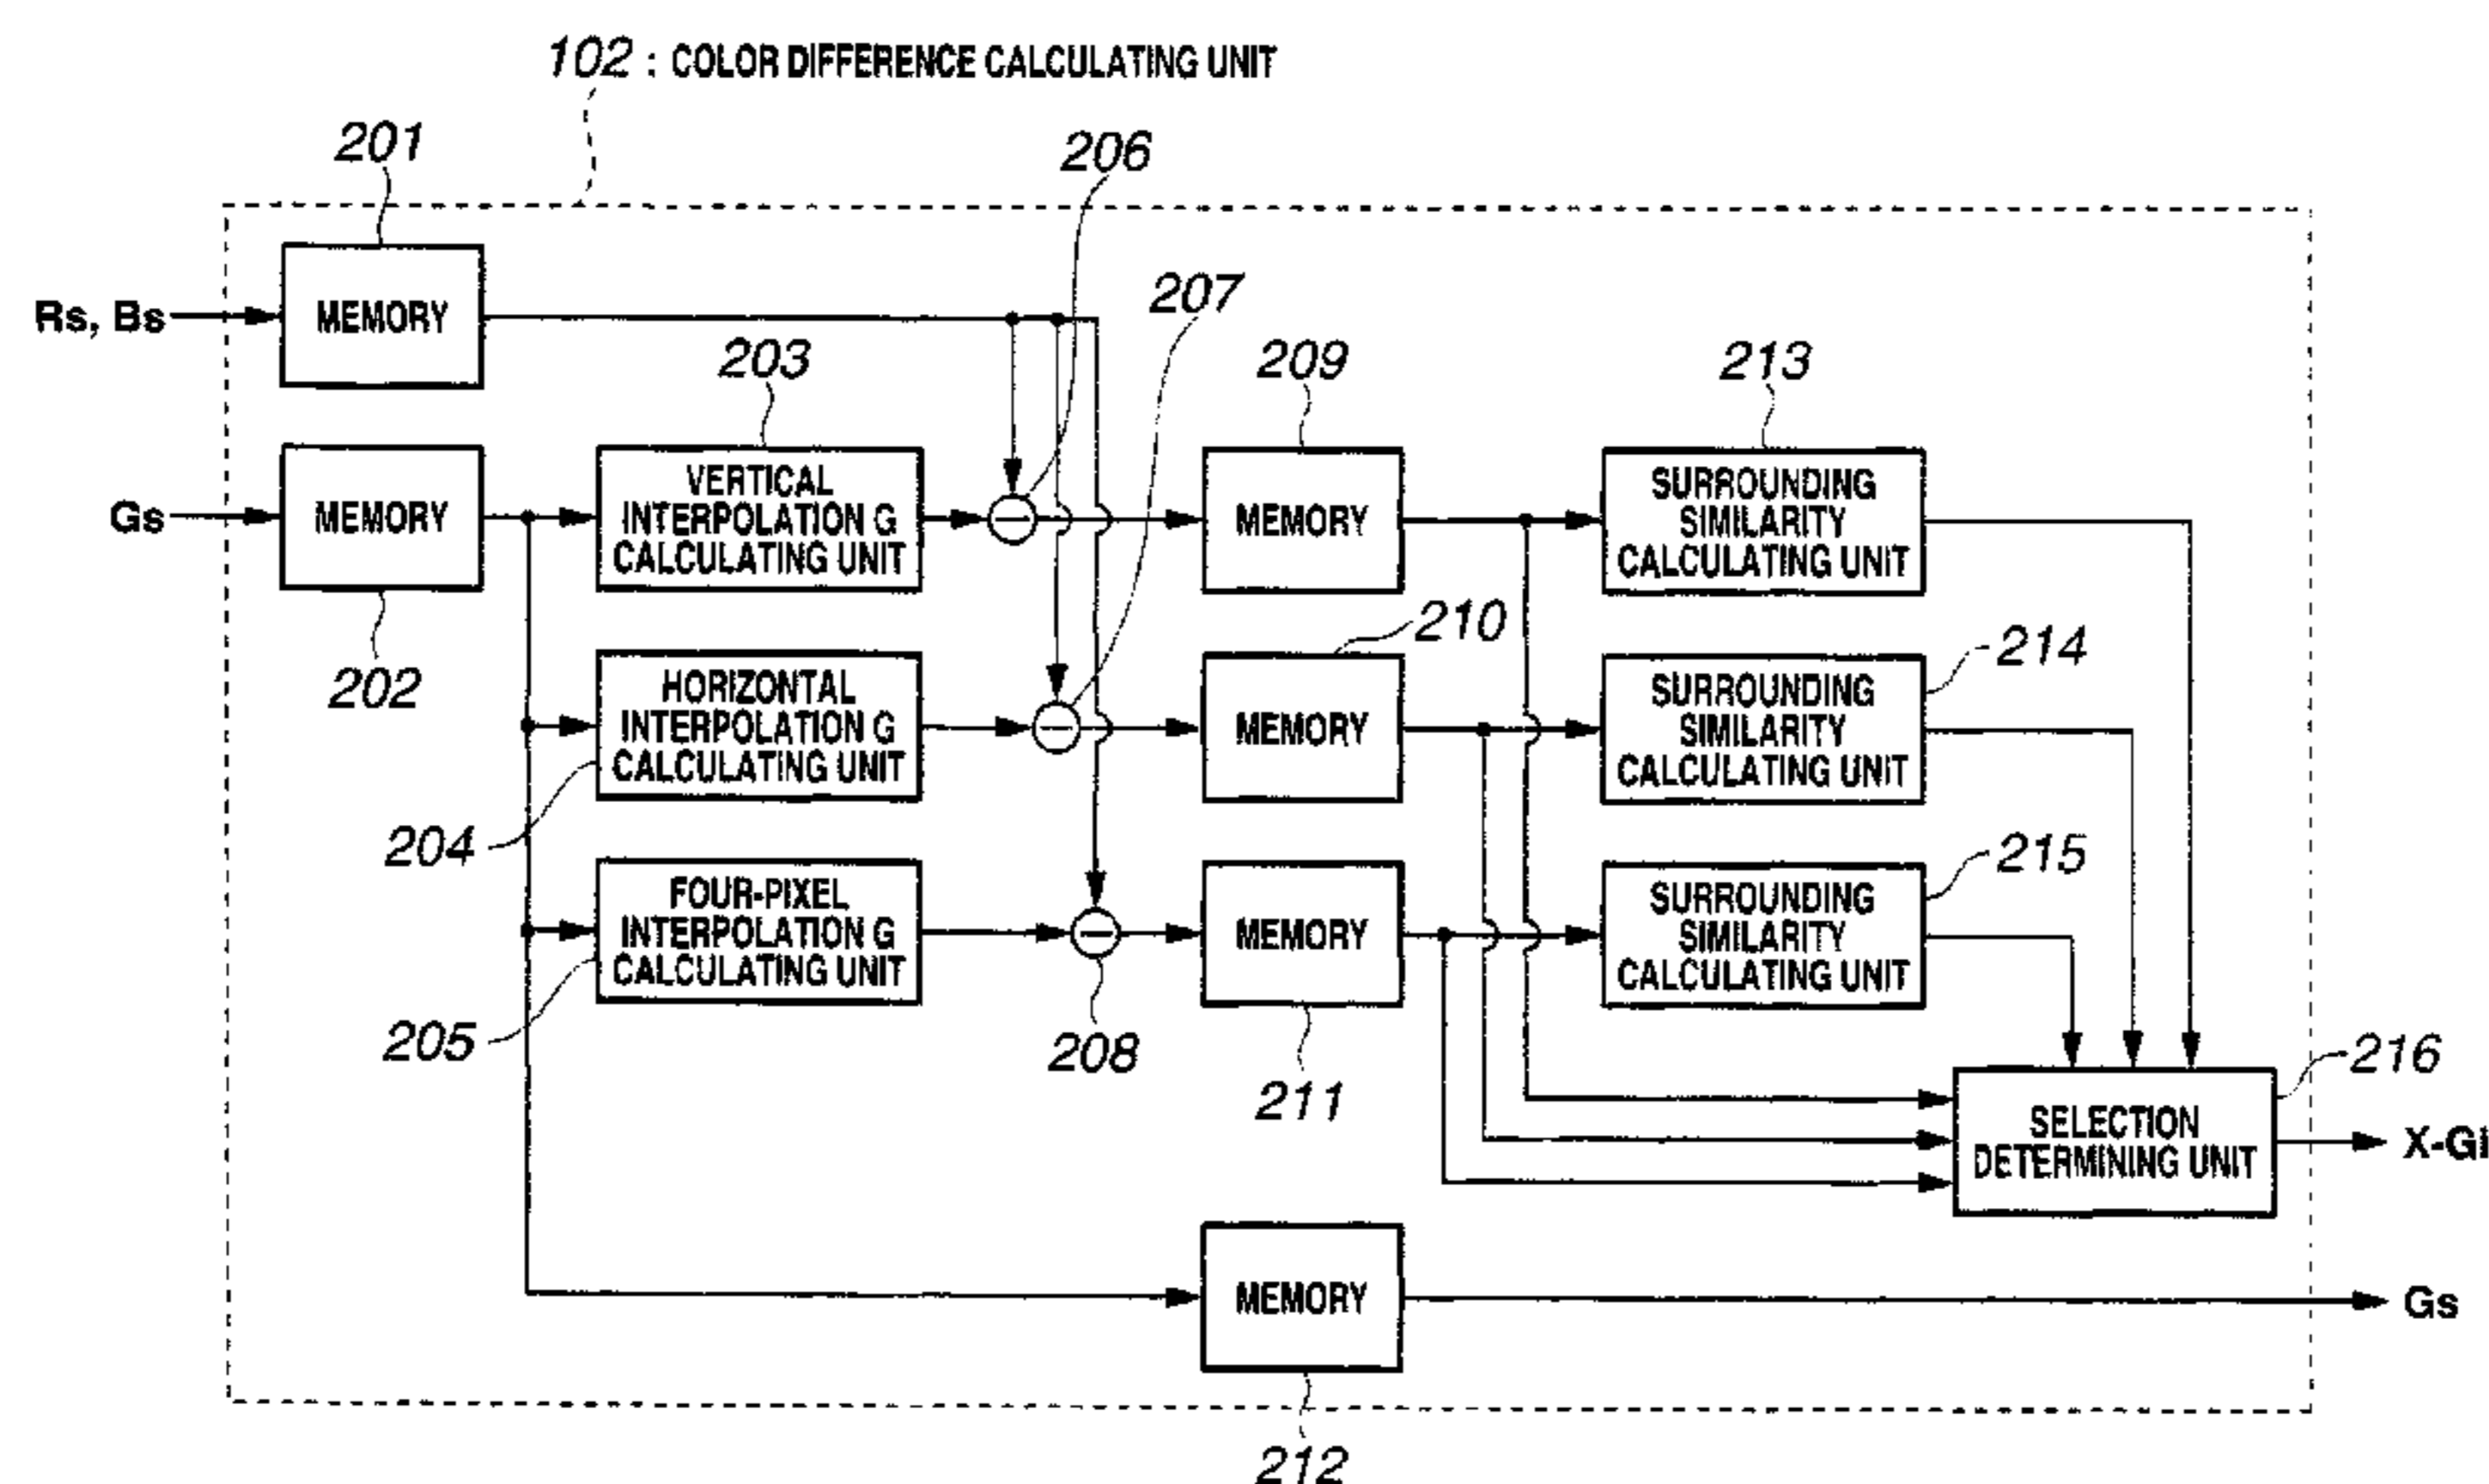 102 : COLOR DIFFERENCE CALCULATING UNIT
201
206
207
Rs, Bs
MEMORY
203
209
213
Gs
MEMORY
VERTICAL
INTERPOLATION G
CALCULATING UNIT
MEMORY
SURROUNDING
SIMILARITY
CALCULATING UNIT
202
210
214
HORIZONTAL
INTERPOLATION G
CALCULATING UNIT
MEMORY
SURROUNDING
SIMILARITY
CALCULATING UNIT
204
215
FOUR-PIXEL
INTERPOLATION G
CALCULATING UNIT
MEMORY
SURROUNDING
SIMILARITY
CALCULATING UNIT
205
208
211
216
SELECTION
DETERMINING UNIT
X-Gi
MEMORY
Gs
212